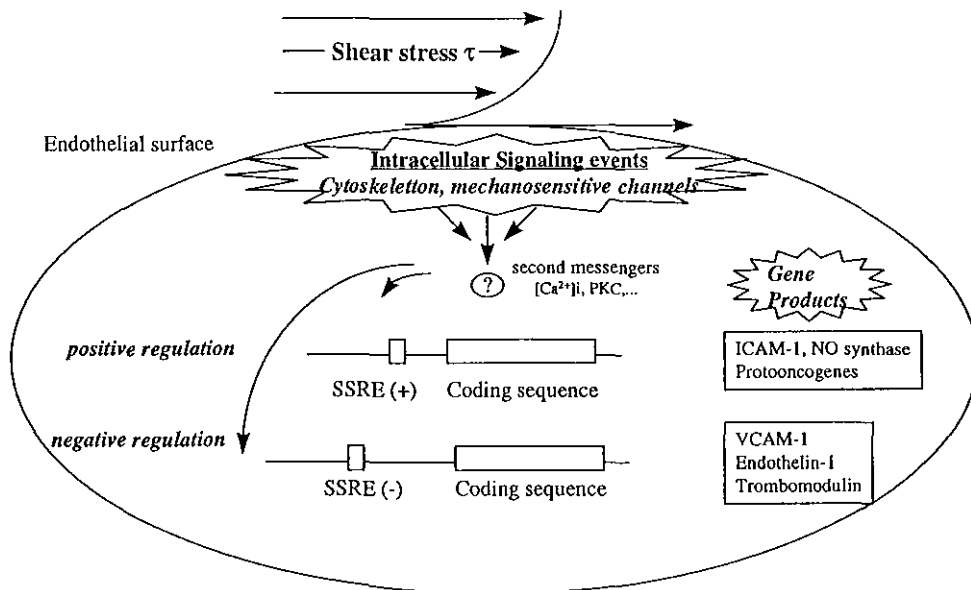 Shear stress τ
Endothelial surface
Intracellular Signaling events
Cytoskeletton, mechanosensitive channels
?
second messengers
[Ca²⁺]i, PKC,...
Gene
Products
positive regulation
SSRE (+)
Coding sequence
ICAM-1, NO synthase
Protooncogenes
negative regulation
SSRE (-)
Coding sequence
VCAM-1
Endothelin-1
Trombomodulin